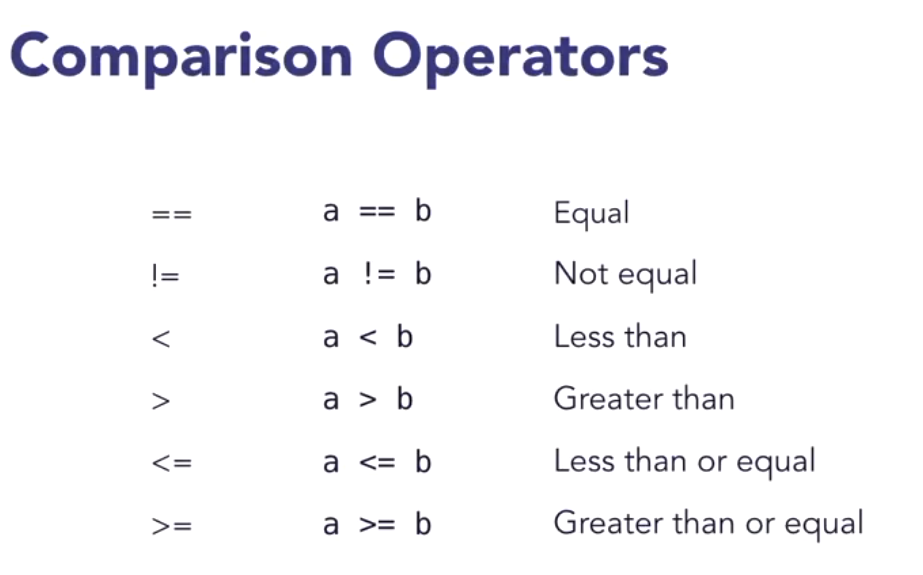 Comparison Operators
== a == b Equal
!= a != b Not equal
< a < b Less than
> a > b Greater than
<= a <= b Less than or equal
>= a >= b Greater than or equal